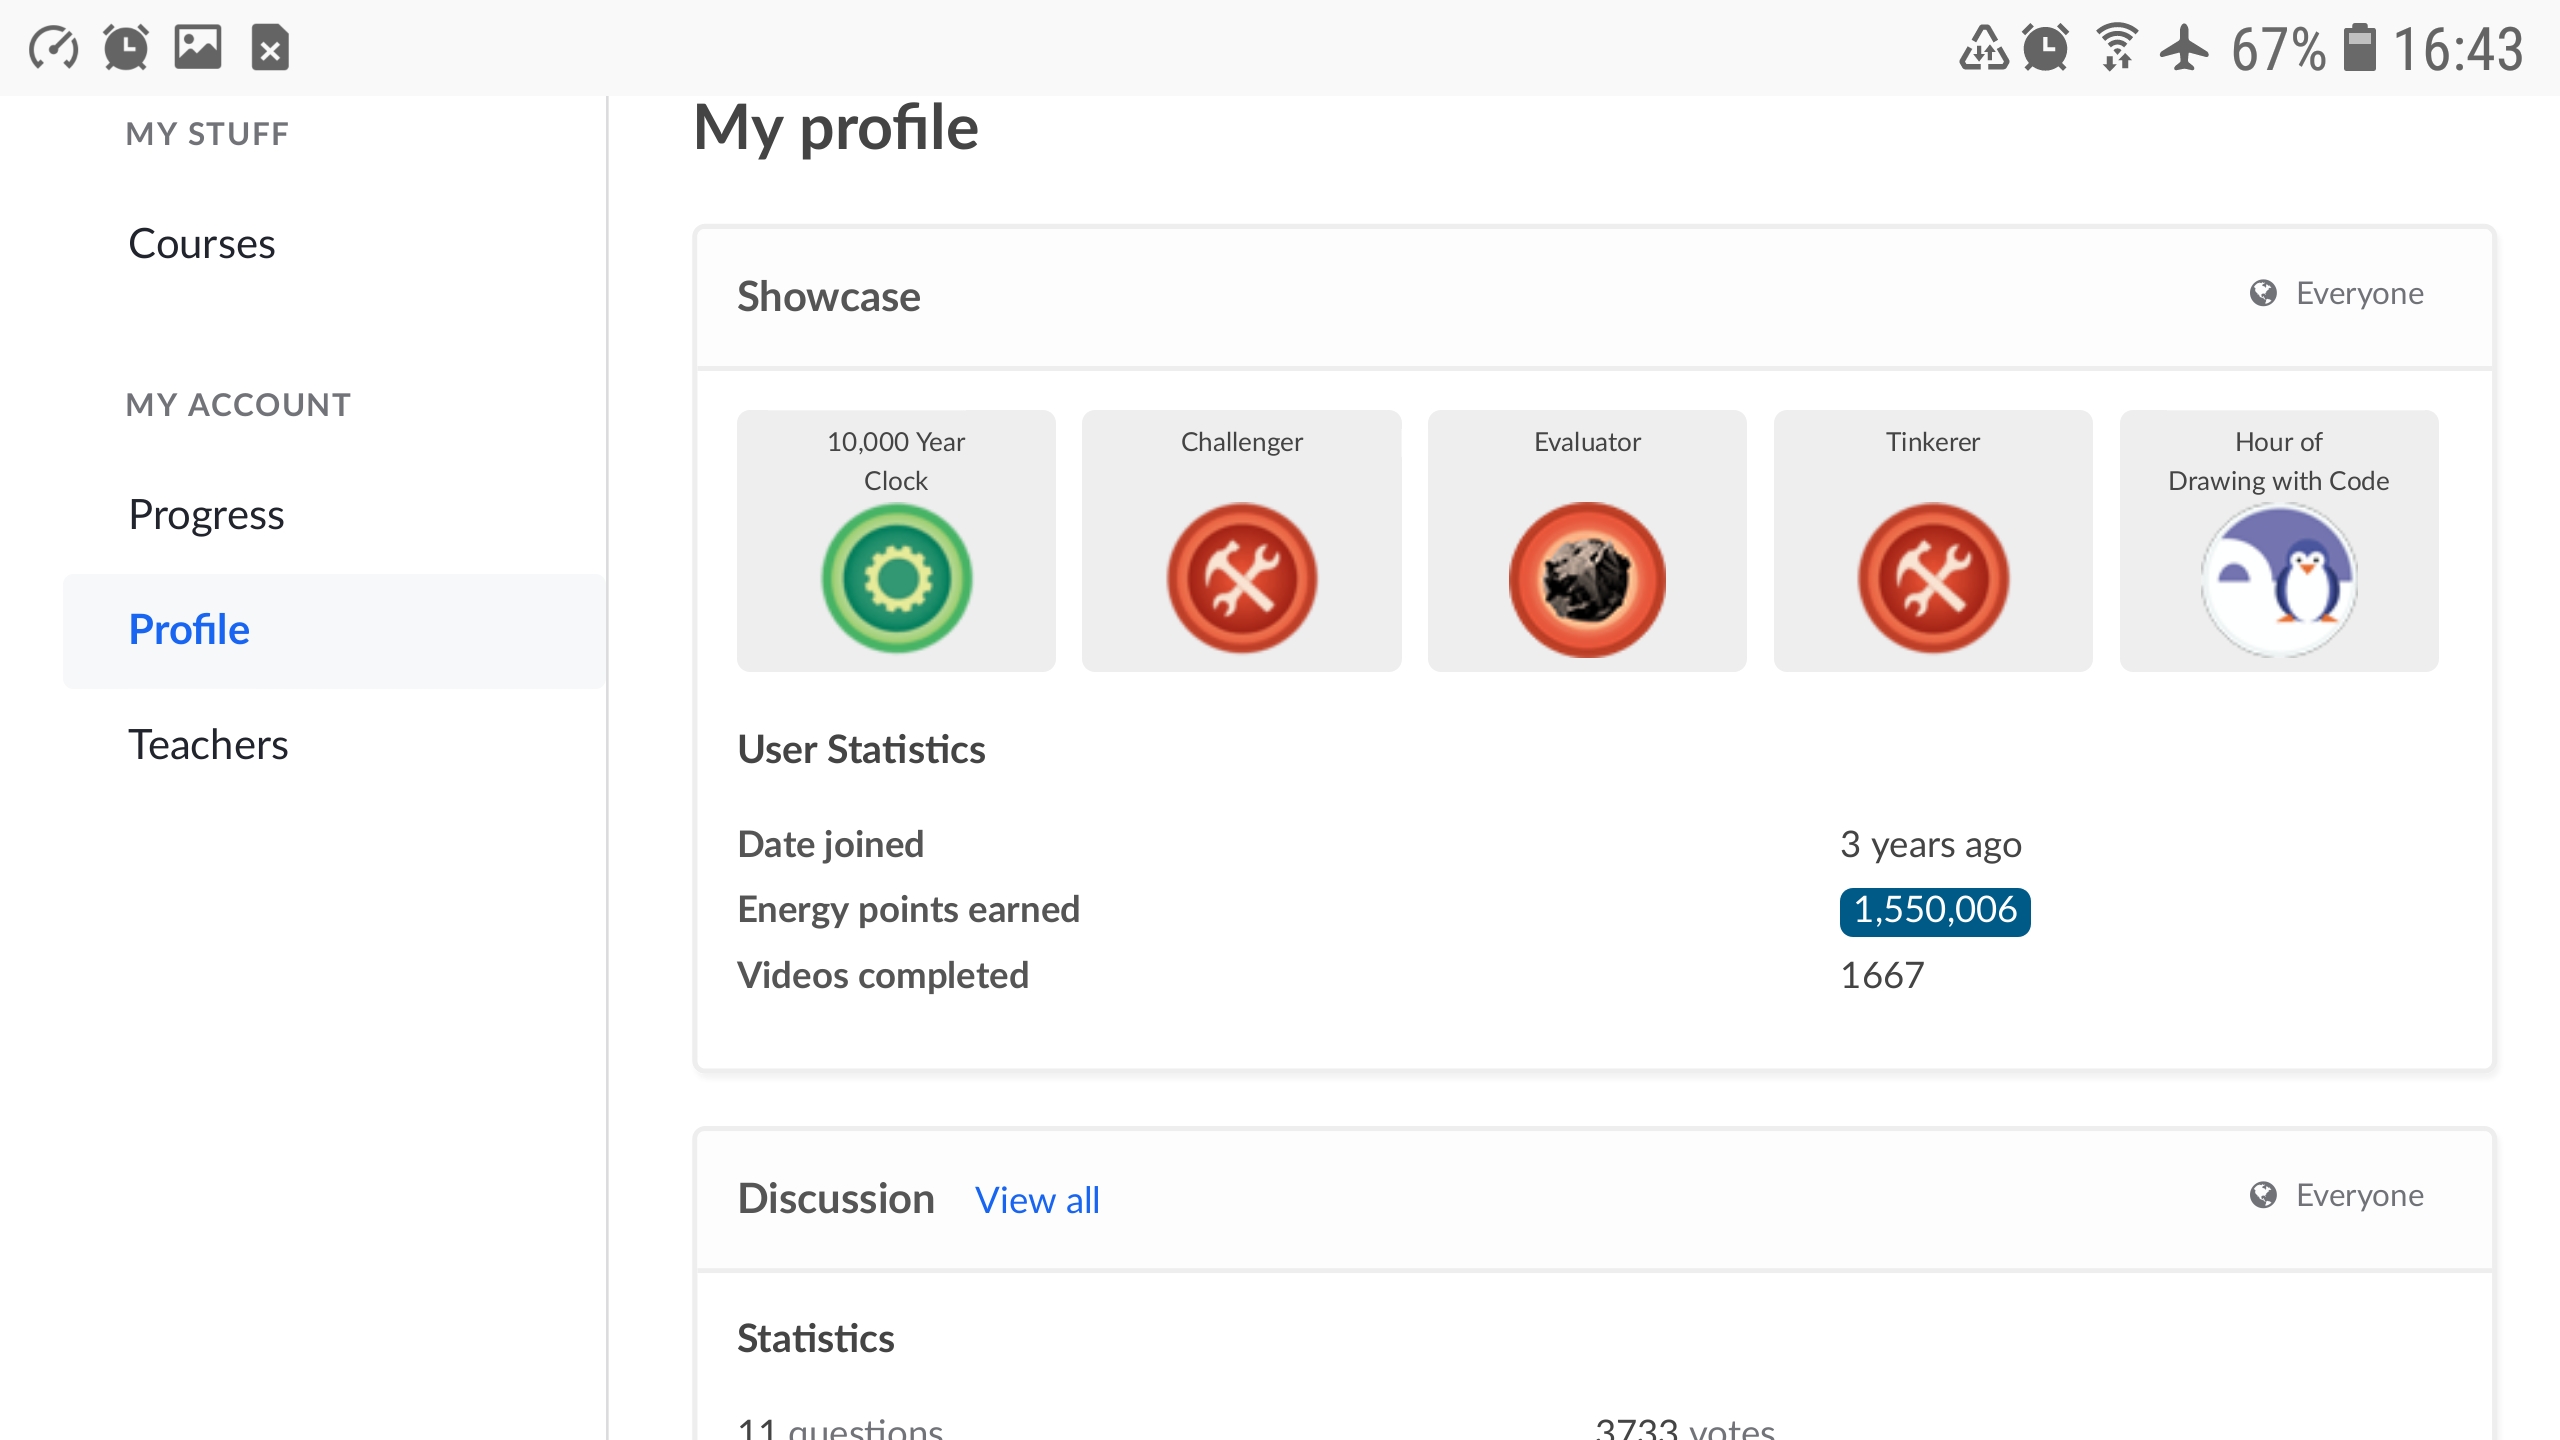 67% 16:43
MY STUFF
Courses
MY ACCOUNT
Progress
Profile
Teachers
My profile
Showcase
Everyone
10,000 Year
Clock
Challenger
Evaluator
Tinkerer
Hour of
Drawing with Code
User Statistics
Date joined 3 years ago
Energy points earned 1,550,006
Videos completed 1667
Discussion View all
Everyone
Statistics
11 questions 3733 votes